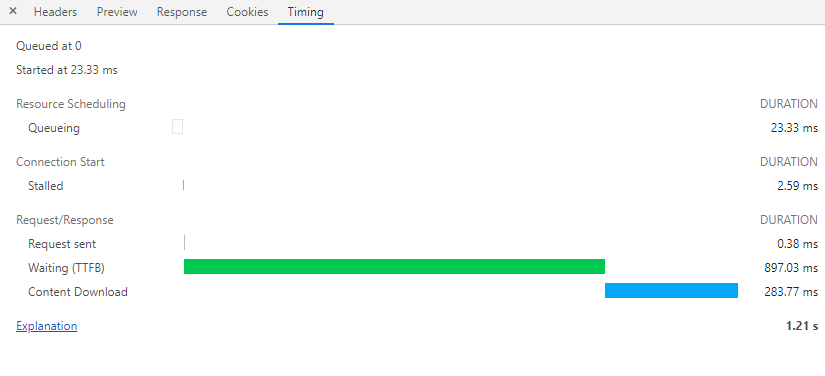 × Headers Preview Response Cookies Timing
Queued at 0
Started at 23.33 ms
Resource Scheduling DURATION
Queueing 23.33 ms
Connection Start DURATION
Stalled 2.59 ms
Request/Response DURATION
Request sent 0.38 ms
Waiting (TTFB) 897.03 ms
Content Download 283.77 ms
Explanation 1.21 s